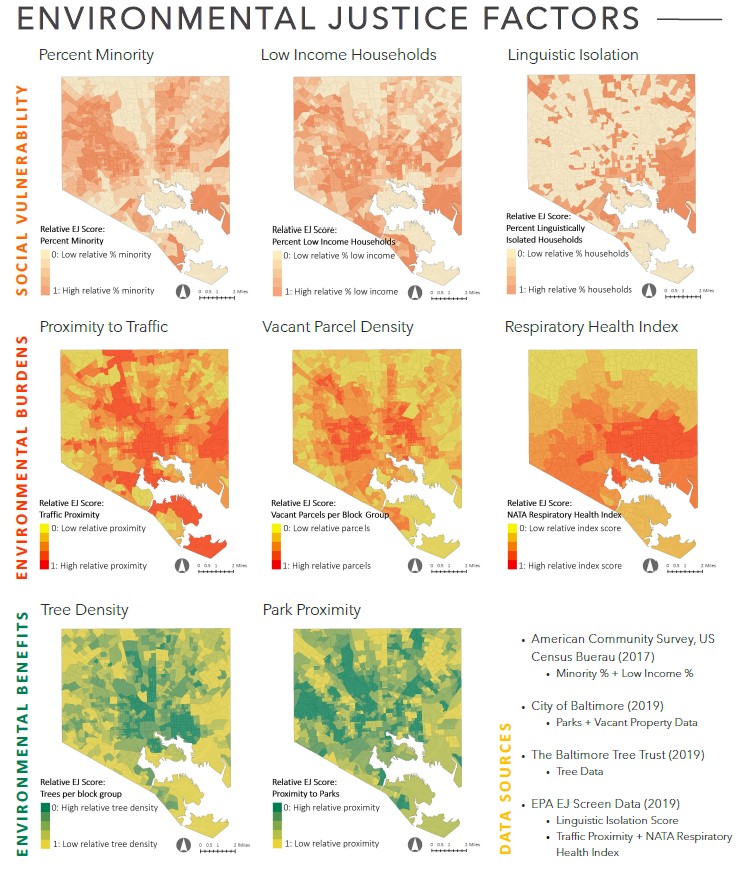 ENVIRONMENTAL JUSTICE FACTORS
SOCIAL VULNERABILITY
Percent Minority
Relative EJ Score:
Percent Minority
0: Low relative % minority
1: High relative % minority
0 0.5 1 2 Miles
Low Income Households
Relative EJ Score:
Percent Low Income Households
0: Low relative % low income
1: High relative % low income
0 0.5 1 2 Miles
Linguistic Isolation
Relative EJ Score:
Percent Linguistically
Isolated Households
0: Low relative % households
1: High relative % households
0 0.5 1 2 Miles
ENVIRONMENTAL BURDENS
Proximity to Traffic
Relative EJ Score:
Traffic Proximity
0: Low relative proximity
1: High relative proximity
0 0.5 1 2 Miles
Vacant Parcel Density
Relative EJ Score:
Vacant Parcels per Block Group
0: Low relative parcels
1: High relative parcels
0 0.5 1 2 Miles
Respiratory Health Index
Relative EJ Score:
NATA Respiratory Health Index
0: Low relative index score
1: High relative index score
0 0.5 1 2 Miles
ENVIRONMENTAL BENEFITS
Tree Density
Relative EJ Score:
Trees per block group
0: High relative tree density
1: Low relative tree density
0 0.5 1 2 Miles
Park Proximity
Relative EJ Score:
Proximity to Parks
0: High relative proximity
1: Low relative proximity
0 0.5 1 2 Miles
DATA SOURCES
• American Community Survey, US
Census Buerau (2017)
• Minority % + Low Income %
• City of Baltimore (2019)
• Parks + Vacant Property Data
• The Baltimore Tree Trust (2019)
• Tree Data
• EPA EJ Screen Data (2019)
• Linguistic Isolation Score
• Traffic Proximity + NATA Respiratory
Health Index